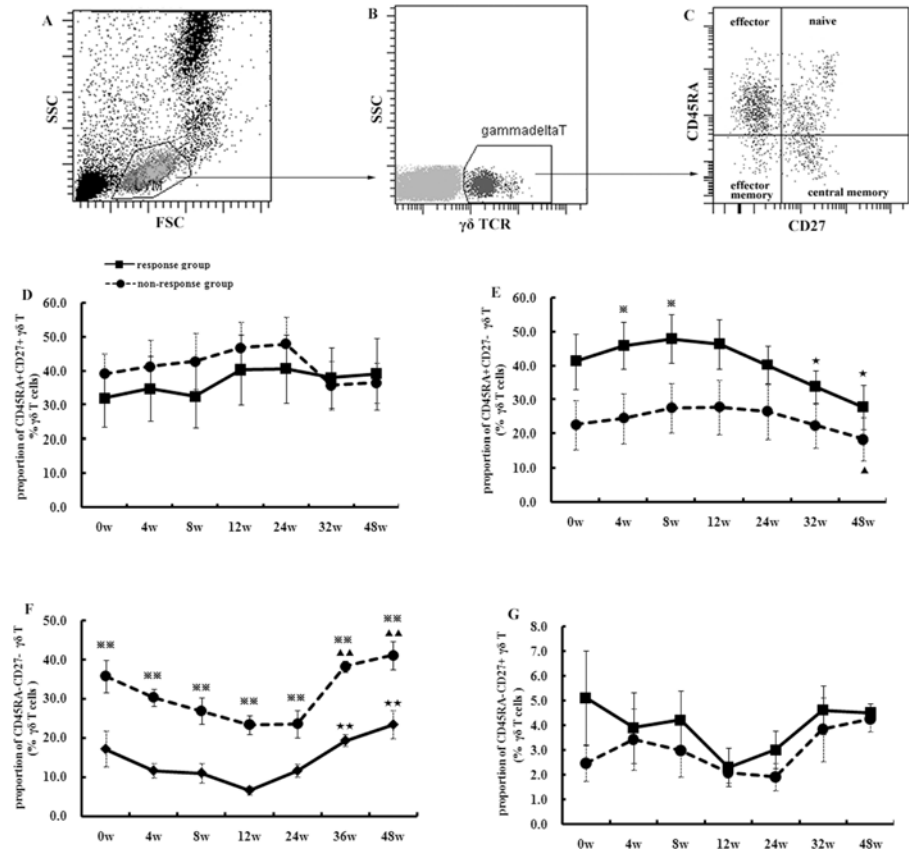 A
B
C
SSC
FSC
SSC
gammadeltaT
γδ TCR
effector
naive
CD45RA
effector
memory
central memory
CD27
response group
non-response group
D
proportion of CD45RA+CD27+ γδ T
% γδ T cells)
60.0
50.0
40.0
30.0
20.0
10.0
0.0
0w 4w 8w 12w 24w 32w 48w
E
proportion of CD45RA+CD27- γδ T
(% γδ T cells)
60.0
50.0
40.0
30.0
20.0
10.0
0.0
※ ※ ★ ★
▲
0w 4w 8w 12w 24w 32w 48w
F
proportion of CD45RA-CD27- γδ T
(% γδ T cells )
50.0
40.0
30.0
20.0
10.0
0.0
※※ ※※ ※※ ※※ ※※ ※※ ※※
▲▲ ▲▲
★★ ★★
0w 4w 8w 12w 24w 36w 48w
G
proportion of CD45RA-CD27+ γδ T
(% γδ T cells )
8.0
7.0
6.0
5.0
4.0
3.0
2.0
1.0
0.0
0w 4w 8w 12w 24w 32w 48w